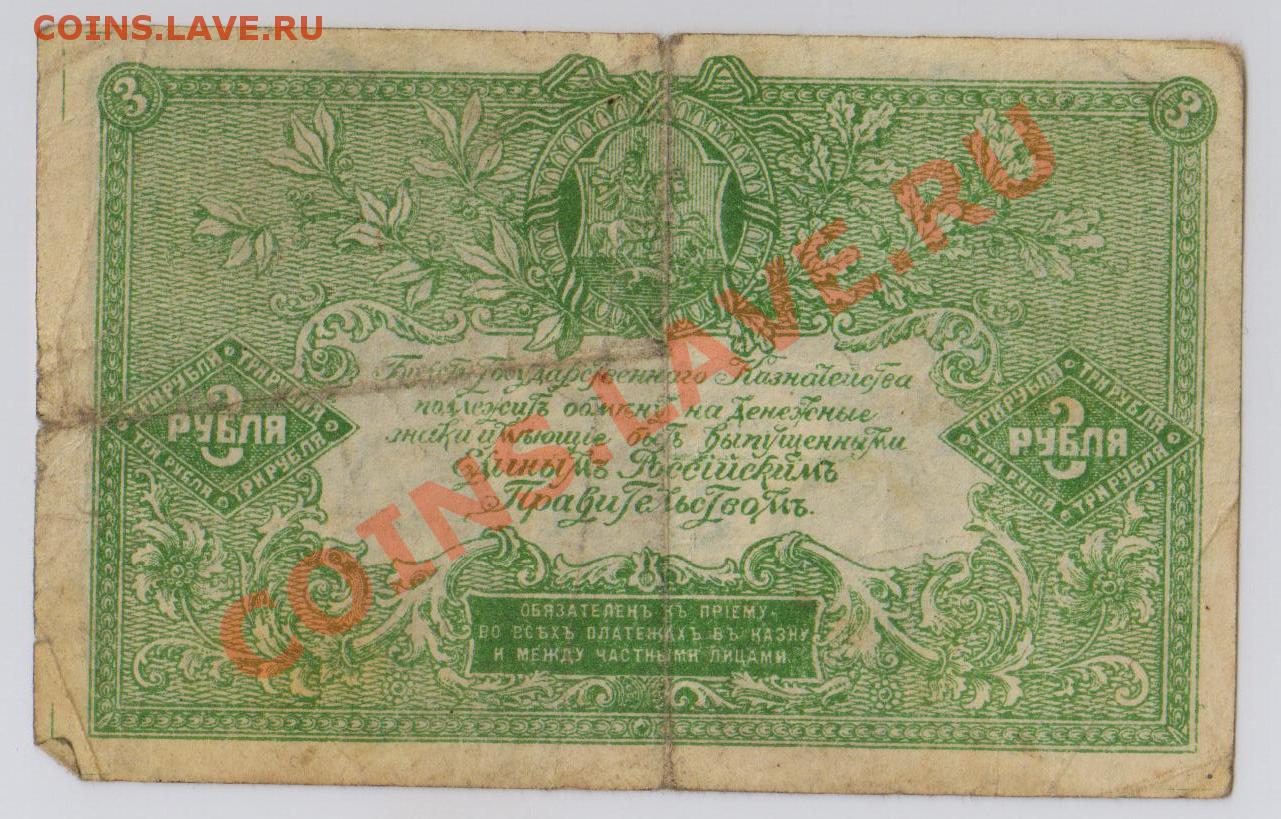 COINS.LAVE.RU
3 3
COINS.LAVE.RU
Билетъ Государственного Казначейства
подлежитъ обмѣну на денежные
знаки имѣющіе быть выпущенными
Единымъ Россійскимъ
Правительствомъ.
ТРИ РУБЛЯ ТРИ РУБЛЯ
3 РУБЛЯ
ТРИ РУБЛЯ ТРИ РУБЛЯ
ТРИ РУБЛЯ ТРИ РУБЛЯ
3 РУБЛЯ
ТРИ РУБЛЯ ТРИ РУБЛЯ
ОБЯЗАТЕЛЕНЪ КЪ ПРІЕМУ
ВО ВСѢХЪ ПЛАТЕЖАХЪ ВЪ КАЗНУ
И МЕЖДУ ЧАСТНЫМИ ЛИЦАМИ